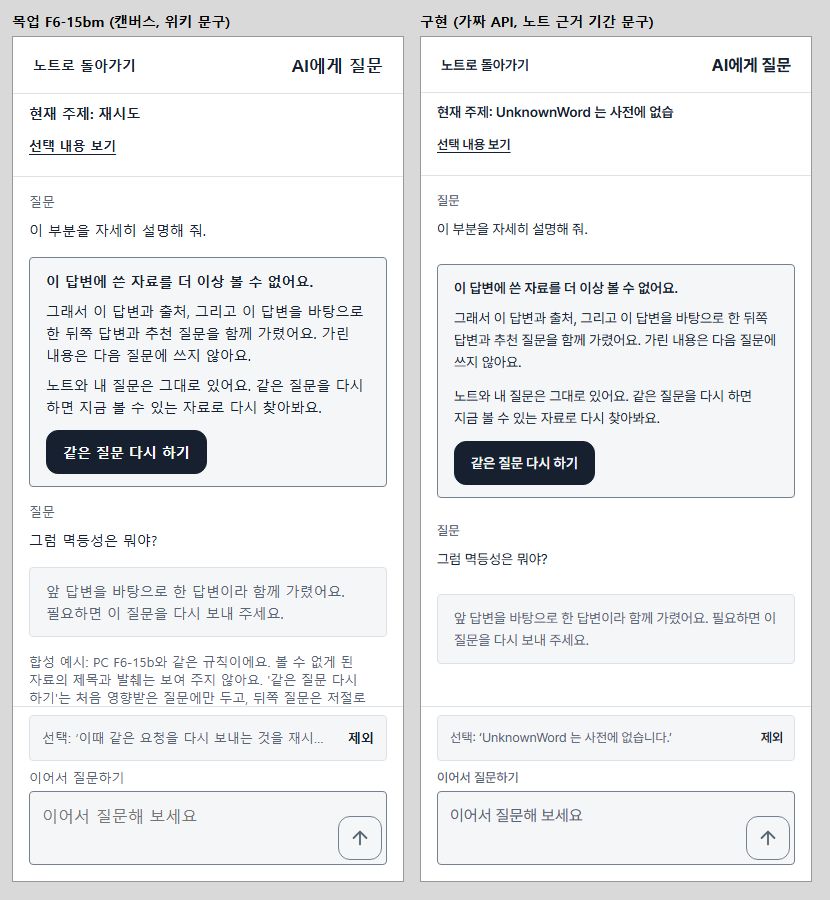 목업 F6-15bm (캔버스, 위키 문구)
노트로 돌아가기
AI에게 질문
현재 주제: 재시도
선택 내용 보기
질문
이 부분을 자세히 설명해 줘.
이 답변에 쓴 자료를 더 이상 볼 수 없어요.
그래서 이 답변과 출처, 그리고 이 답변을 바탕으로
한 뒤쪽 답변과 추천 질문을 함께 가렸어요. 가린
내용은 다음 질문에 쓰지 않아요.
노트와 내 질문은 그대로 있어요. 같은 질문을 다시
하면 지금 볼 수 있는 자료로 다시 찾아봐요.
같은 질문 다시 하기
질문
그럼 멱등성은 뭐야?
앞 답변을 바탕으로 한 답변이라 함께 가렸어요.
필요하면 이 질문을 다시 보내 주세요.
합성 예시: PC F6-15b와 같은 규칙이에요. 볼 수 없게 된
자료의 제목과 발췌는 보여 주지 않아요. '같은 질문 다시
하기'는 처음 영향받은 질문에만 두고, 뒤쪽 질문은 저절로
선택: ‘이때 같은 요청을 다시 보내는 것을 재시...
제외
이어서 질문하기
이어서 질문해 보세요
구현 (가짜 API, 노트 근거 기간 문구)
노트로 돌아가기
AI에게 질문
현재 주제: UnknownWord 는 사전에 없습
선택 내용 보기
질문
이 부분을 자세히 설명해 줘.
이 답변에 쓴 자료를 더 이상 볼 수 없어요.
그래서 이 답변과 출처, 그리고 이 답변을 바탕으로 한 뒤쪽
답변과 추천 질문을 함께 가렸어요. 가린 내용은 다음 질문에
쓰지 않아요.
노트와 내 질문은 그대로 있어요. 같은 질문을 다시 하면
지금 볼 수 있는 자료로 다시 찾아봐요.
같은 질문 다시 하기
질문
그럼 멱등성은 뭐야?
앞 답변을 바탕으로 한 답변이라 함께 가렸어요. 필요하면 이
질문을 다시 보내 주세요.
선택: ‘UnknownWord 는 사전에 없습니다.’
제외
이어서 질문하기
이어서 질문해 보세요